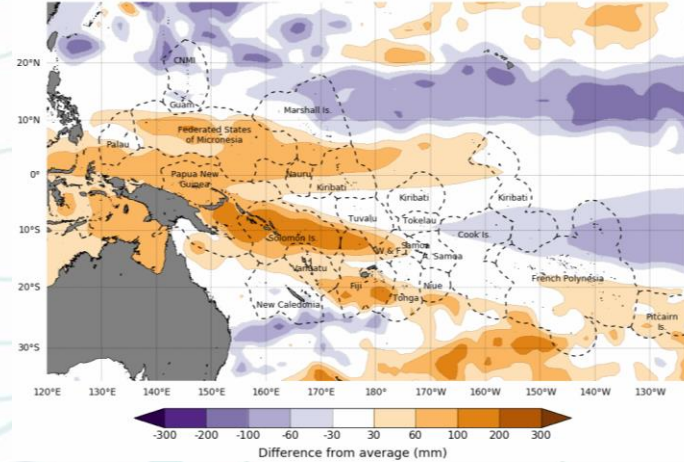 20°N
10°N
0°
10°S
20°S
30°S
CNMI
Guam
Marshall Is.
Federated States
of Micronesia
Palau
Papua New
Guinea
Nauru
Kiribati
Kiribati
Kiribati
Tuvalu
Tokelau
Solomon Is.
Cook Is.
W & F
Samoa
A. Samoa
Vanuatu
Fiji
Niue
French Polynesia
Tonga
New Caledonia
Pitcairn
Is.
120°E 130°E 140°E 150°E 160°E 170°E 180° 170°W 160°W 150°W 140°W 130°W
-300 -200 -100 -60 -30 30 60 100 200 300
Difference from average (mm)